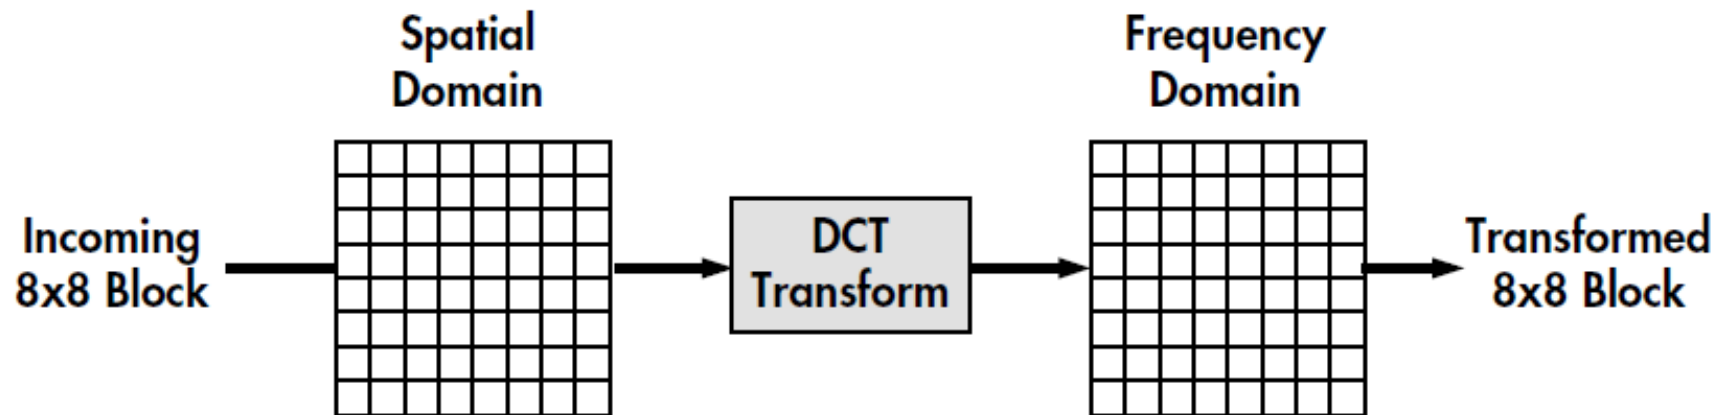 Spatial
Domain
Frequency
Domain
Incoming
8x8 Block
DCT
Transform
Transformed
8x8 Block